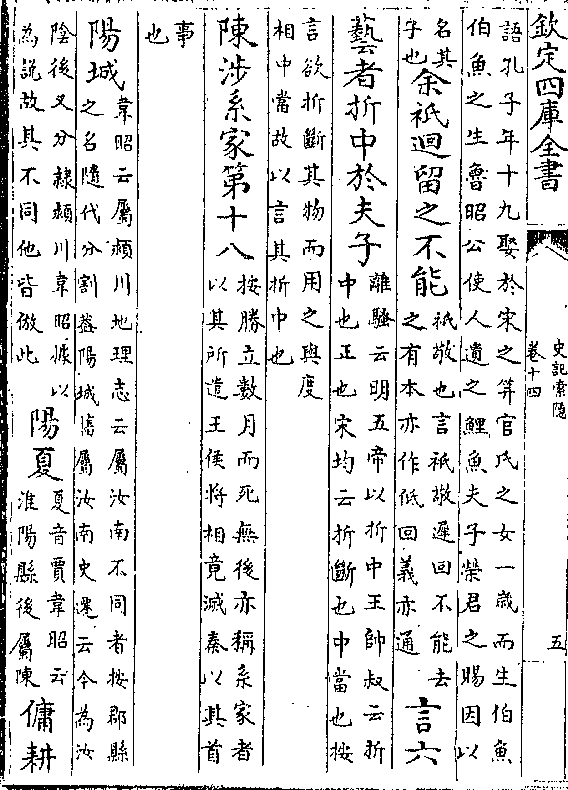 欽定四庫全書
史記索隱
卷十四
五
語孔子年十九娶於宋之幷官氏之女一歳而生伯魚
伯魚之生魯昭公使人遺之鯉魚夫子榮君之賜因以
名其
子也
余祗迴留之不能
祇敬也言祇敬遲回不能去
之有本亦作低回義亦通
言六
藝者折中於夫子
離騷云明五帝以折中王帥叔云折
中也正也宋均云折斷也中當也按
言欲折斷其物而用之與度
相中當故以言其折中也
陳涉系家第十八
按勝立數月而死無後亦稱系家者
以其所遣王侯將相竟滅秦以其首
事
也
陽城
韋昭云屬潁川地理志云屬汝南不同者按郡縣
之名隨代分割葢陽城舊屬汝南史遷云今為汝
陰後又分隸潁川韋昭據以
為說故其不同他皆倣此
陽夏
夏音賈韋昭云
淮陽縣後屬陳
傭耕